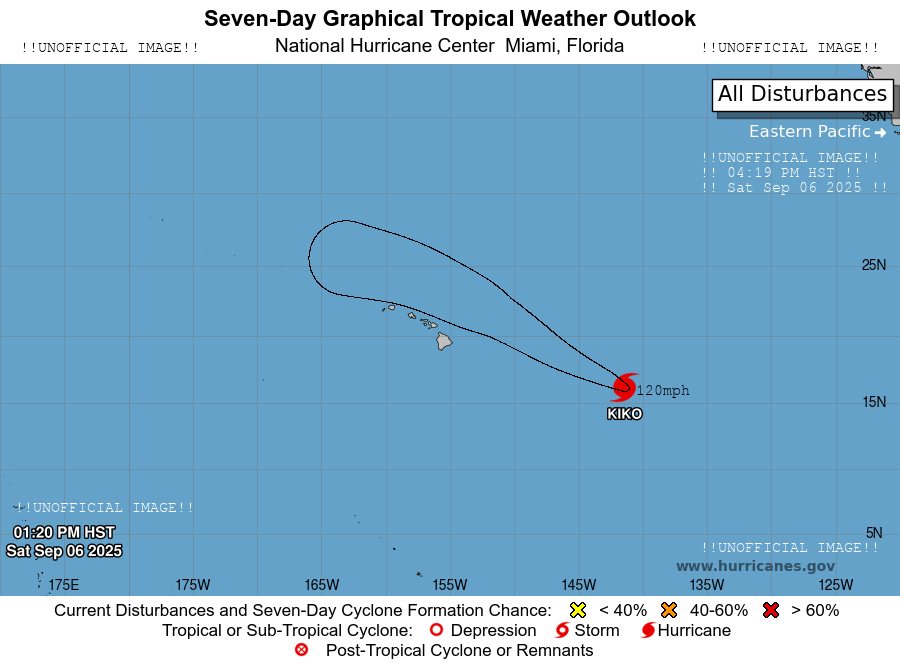 Seven-Day Graphical Tropical Weather Outlook
!!UNOFFICIAL IMAGE!!
National Hurricane Center Miami, Florida
!!UNOFFICIAL IMAGE!!
All Disturbances
35N
Eastern Pacific
!!UNOFFICIAL IMAGE!!
!! 04:19 PM HST !!
!! Sat Sep 06 2025 !!
25N
120mph
15N
KIKO
!!UNOFFICIAL IMAGE!!
01:20 PM HST
5N
Sat Sep 06 2025
!!UNOFFICIAL IMAGE!!
www.hurricanes.gov
175E 175W 165W 155W 145W 135W 125W
Current Disturbances and Seven-Day Cyclone Formation Chance: < 40% 40-60% > 60%
Tropical or Sub-Tropical Cyclone: Depression Storm Hurricane
Post-Tropical Cyclone or Remnants